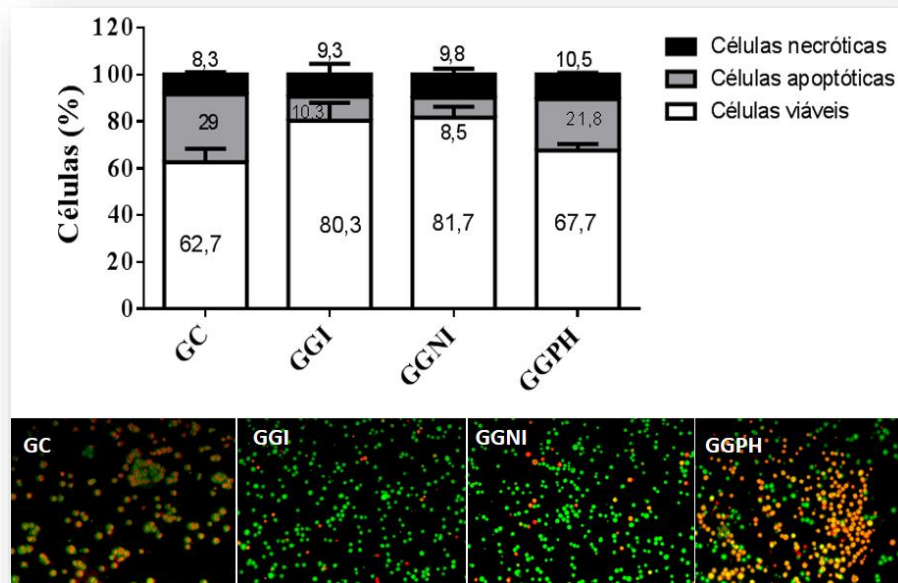 120
100
80
60
40
20
0
Células (%)
8,3
9,3
9,8
10,5
29
10,3
8,5
21,8
62,7
80,3
81,7
67,7
GC
GGI
GGNI
GGPH
Células necróticas
Células apoptóticas
Células viáveis
GC
GGI
GGNI
GGPH